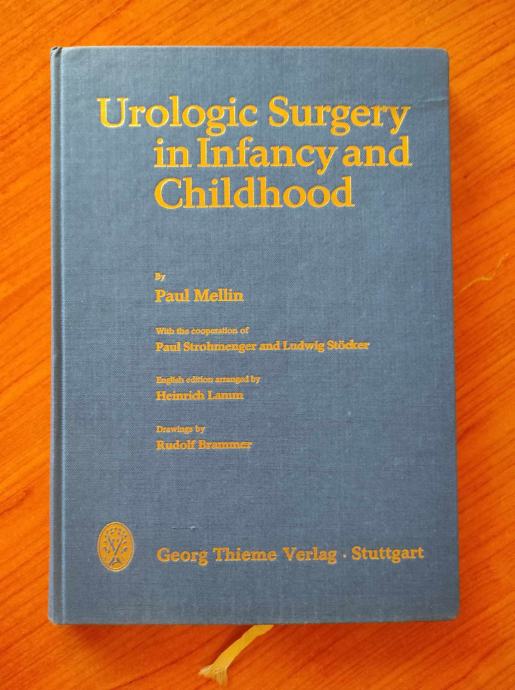 Urologic Surgery
in Infancy and
Childhood
By
Paul Mellin
With the cooperation of
Paul Strohmenger and Ludwig Stöcker
English edition arranged by
Heinrich Lamm
Drawings by
Rudolf Brammer
Georg Thieme Verlag · Stuttgart